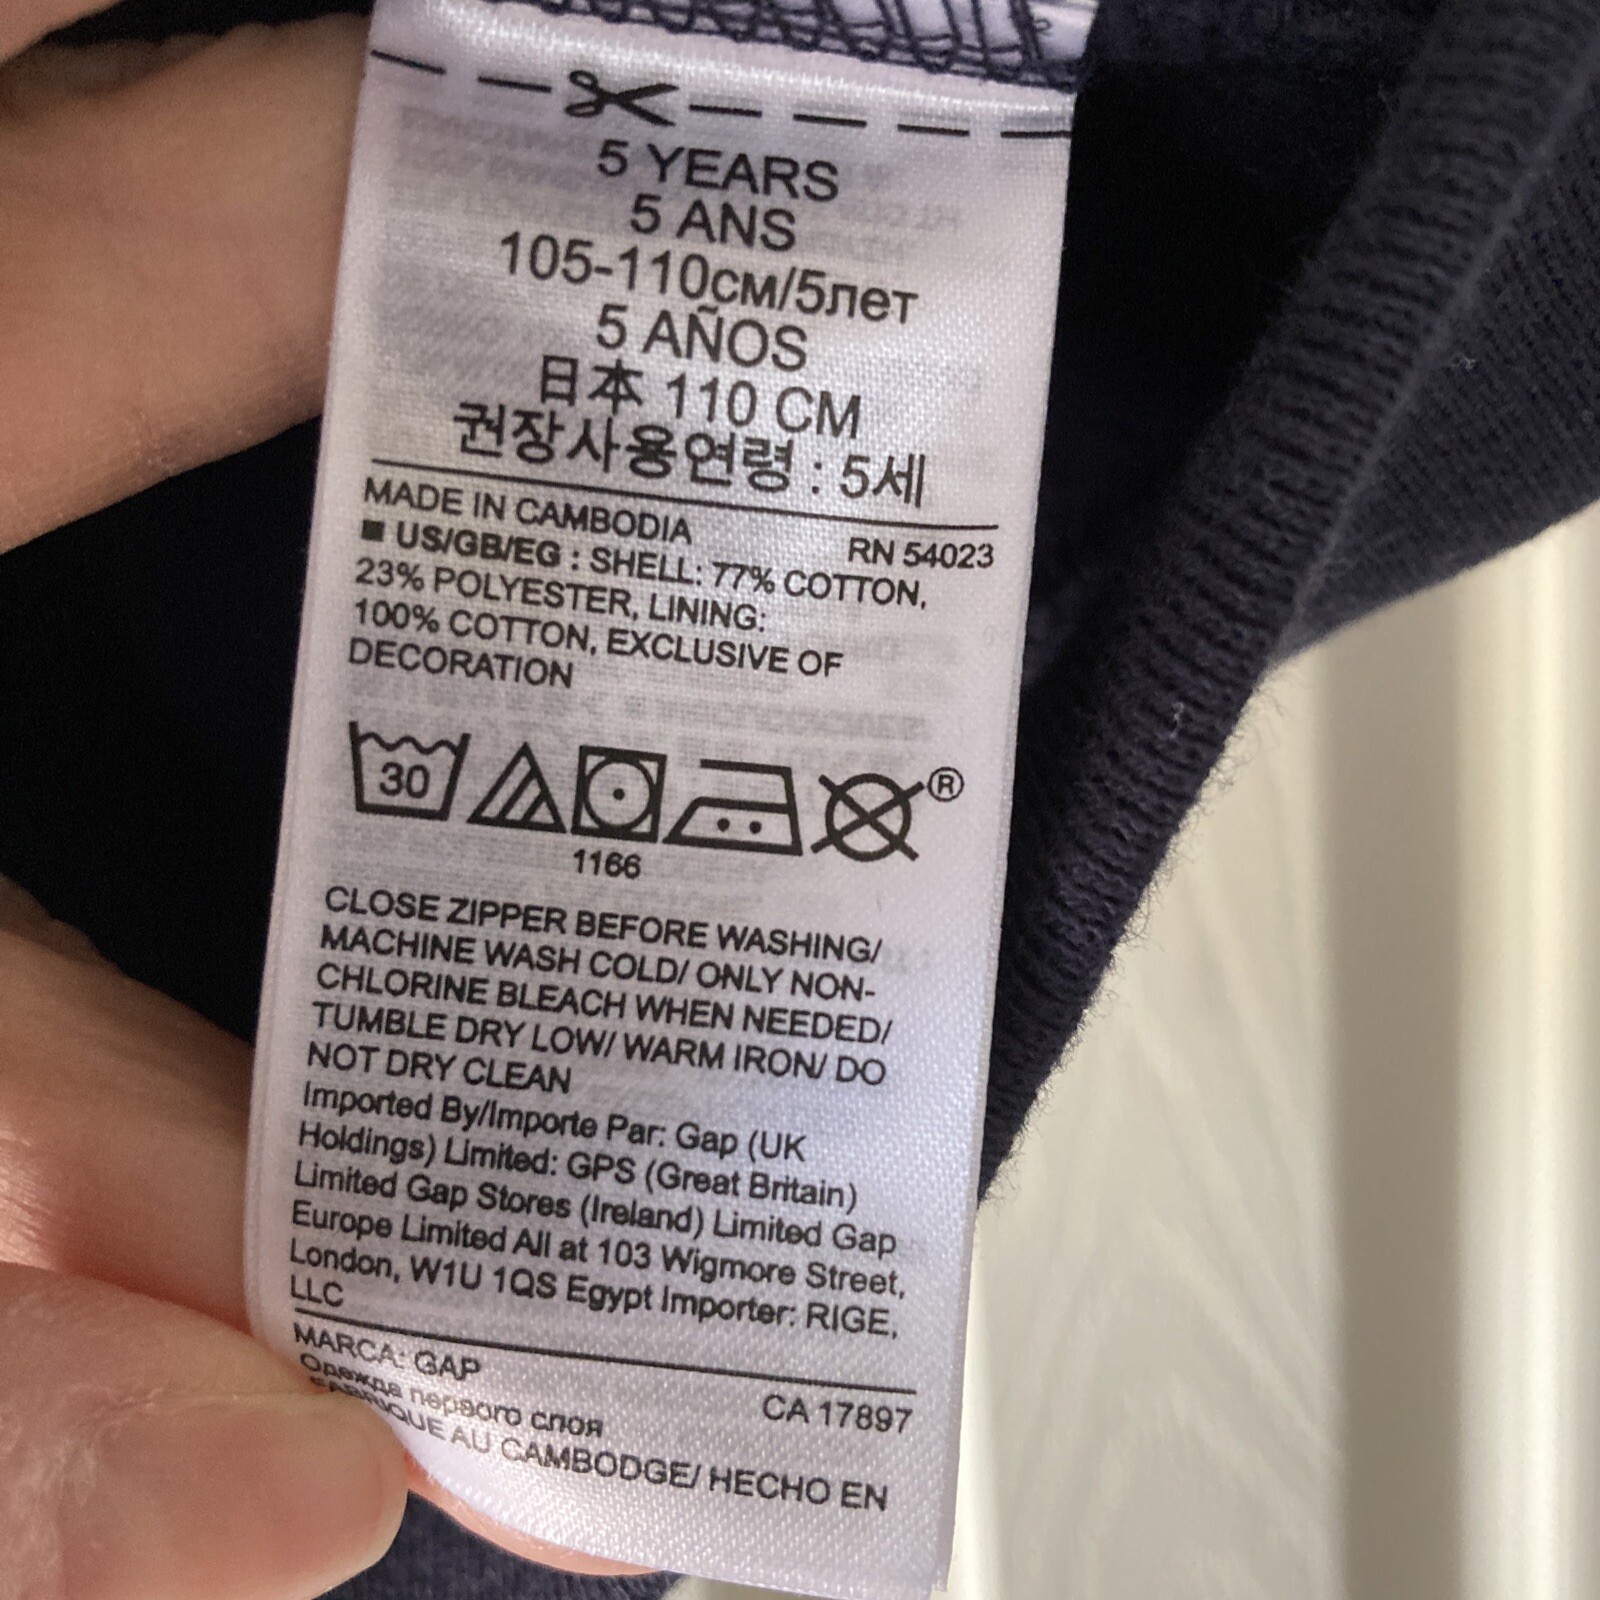 5 YEARS
5 ANS
105-110см/5лет
5 AÑOS
日本 110 CM
권장사용연령 : 5세
MADE IN CAMBODIA
RN 54023
■ US/GB/EG : SHELL: 77% COTTON,
23% POLYESTER, LINING:
100% COTTON, EXCLUSIVE OF
DECORATION
30
®
1166
CLOSE ZIPPER BEFORE WASHING/
MACHINE WASH COLD/ ONLY NON-
CHLORINE BLEACH WHEN NEEDED/
TUMBLE DRY LOW/ WARM IRON/ DO
NOT DRY CLEAN
Imported By/Importe Par: Gap (UK
Holdings) Limited: GPS (Great Britain)
Limited Gap Stores (Ireland) Limited Gap
Europe Limited All at 103 Wigmore Street,
London, W1U 1QS Egypt Importer: RIGE,
LLC
MARCA: GAP
CA 17897
Одежда первого слоя
FABRIQUE AU CAMBODGE/ HECHO EN